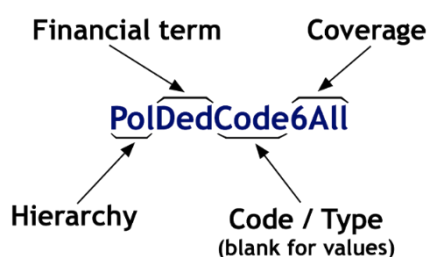 Financial term
Coverage
PolDedCode6All
Hierarchy
Code / Type
(blank for values)